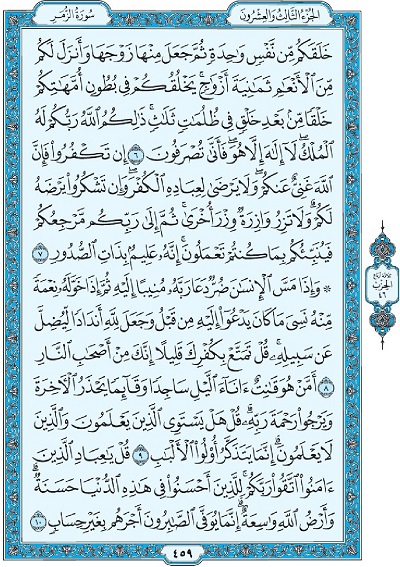 سُورَةُ الزُّمَرِ
الجُزْءُ الثَّالِثُ وَالعِشْرُونَ
خَلَقَكُم مِّن نَّفْسٍ وَٰحِدَةٍ ثُمَّ جَعَلَ مِنْهَا زَوْجَهَا وَأَنزَلَ لَكُم
مِّنَ ٱلْأَنْعَٰمِ ثَمَٰنِيَةَ أَزْوَٰجٍ ۚ يَخْلُقُكُمْ فِى بُطُونِ أُمَّهَٰتِكُمْ
خَلْقًا مِّنۢ بَعْدِ خَلْقٍ فِى ظُلُمَٰتٍ ثَلَٰثٍ ۚ ذَٰلِكُمُ ٱللَّهُ رَبُّكُمْ لَهُ
ٱلْمُلْكُ ۖ لَآ إِلَٰهَ إِلَّا هُوَ ۖ فَأَنَّىٰ تُصْرَفُونَ ٦ إِن تَكْفُرُوا۟ فَإِنَّ
ٱللَّهَ غَنِىٌّ عَنكُمْ ۖ وَلَا يَرْضَىٰ لِعِبَادِهِ ٱلْكُفْرَ ۖ وَإِن تَشْكُرُوا۟ يَرْضَهُ
لَكُمْ ۗ وَلَا تَزِرُ وَازِرَةٌ وِزْرَ أُخْرَىٰ ۗ ثُمَّ إِلَىٰ رَبِّكُم مَّرْجِعُكُمْ
فَيُنَبِّئُكُم بِمَا كُنتُمْ تَعْمَلُونَ ۚ إِنَّهُۥ عَلِيمٌۢ بِذَاتِ ٱلصُّدُورِ ٧
۞ وَإِذَا مَسَّ ٱلْإِنسَٰنَ ضُرٌّ دَعَا رَبَّهُۥ مُنِيبًا إِلَيْهِ ثُمَّ إِذَا خَوَّلَهُۥ نِعْمَةً
مِّنْهُ نَسِىَ مَا كَانَ يَدْعُوٓا۟ إِلَيْهِ مِن قَبْلُ وَجَعَلَ لِلَّهِ أَندَادًا لِّيُضِلَّ
عَن سَبِيلِهِۦ ۚ قُلْ تَمَتَّعْ بِكُفْرِكَ قَلِيلًا ۖ إِنَّكَ مِنْ أَصْحَٰبِ ٱلنَّارِ
٨ أَمَّنْ هُوَ قَٰنِتٌ ءَانَآءَ ٱلَّيْلِ سَاجِدًا وَقَآئِمًا يَحْذَرُ ٱلْءَاخِرَةَ
وَيَرْجُوا۟ رَحْمَةَ رَبِّهِۦ ۗ قُلْ هَلْ يَسْتَوِى ٱلَّذِينَ يَعْلَمُونَ وَٱلَّذِينَ
لَا يَعْلَمُونَ ۗ إِنَّمَا يَتَذَكَّرُ أُو۟لُوا۟ ٱلْأَلْبَٰبِ ٩ قُلْ يَٰعِبَادِ ٱلَّذِينَ
ءَامَنُوا۟ ٱتَّقُوا۟ رَبَّكُمْ ۚ لِلَّذِينَ أَحْسَنُوا۟ فِى هَٰذِهِ ٱلدُّنْيَا حَسَنَةٌ ۗ
وَأَرْضُ ٱللَّهِ وَٰسِعَةٌ ۗ إِنَّمَا يُوَفَّى ٱلصَّٰبِرُونَ أَجْرَهُم بِغَيْرِ حِسَابٍ ١٠
الحِزْبِ
٤٦
٤٥٩